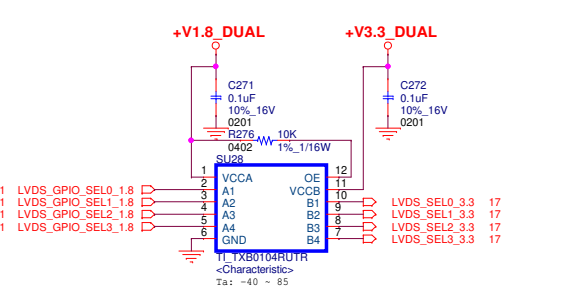 +V1.8_DUAL
+V3.3_DUAL
C271
0.1uF
10%_16V
0201
C272
0.1uF
10%_16V
0201
R276 10K
0402 1%_1/16W
SU28
1 VCCA OE 12
2 A1 VCCB 11
3 A2 B1 10
4 A3 B2 9
5 A4 B3 8
6 GND B4 7
1 LVDS_GPIO_SEL0_1.8
1 LVDS_GPIO_SEL1_1.8
1 LVDS_GPIO_SEL2_1.8
1 LVDS_GPIO_SEL3_1.8
LVDS_SEL0_3.3 17
LVDS_SEL1_3.3 17
LVDS_SEL2_3.3 17
LVDS_SEL3_3.3 17
TI_TXB0104RUTR
<Characteristic>
Ta: -40 ~ 85